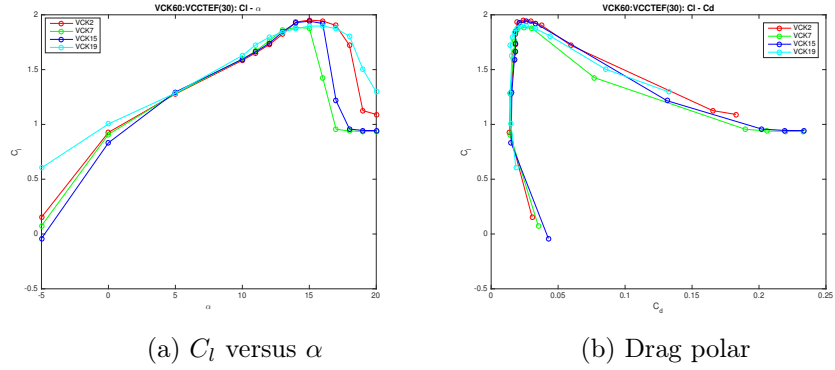 VCK60:VCCTEF(30): Cl - α
2
1.5
1
0.5
0
-0.5
-5
0
5
10
15
20
C_l
α
VCK2
VCK7
VCK15
VCK19
VCK60:VCCTEF(30): Cl - Cd
2
1.5
1
0.5
0
-0.5
0
0.05
0.1
0.15
0.2
0.25
C_l
C_d
VCK2
VCK7
VCK15
VCK19
(a) C_l versus α
(b) Drag polar